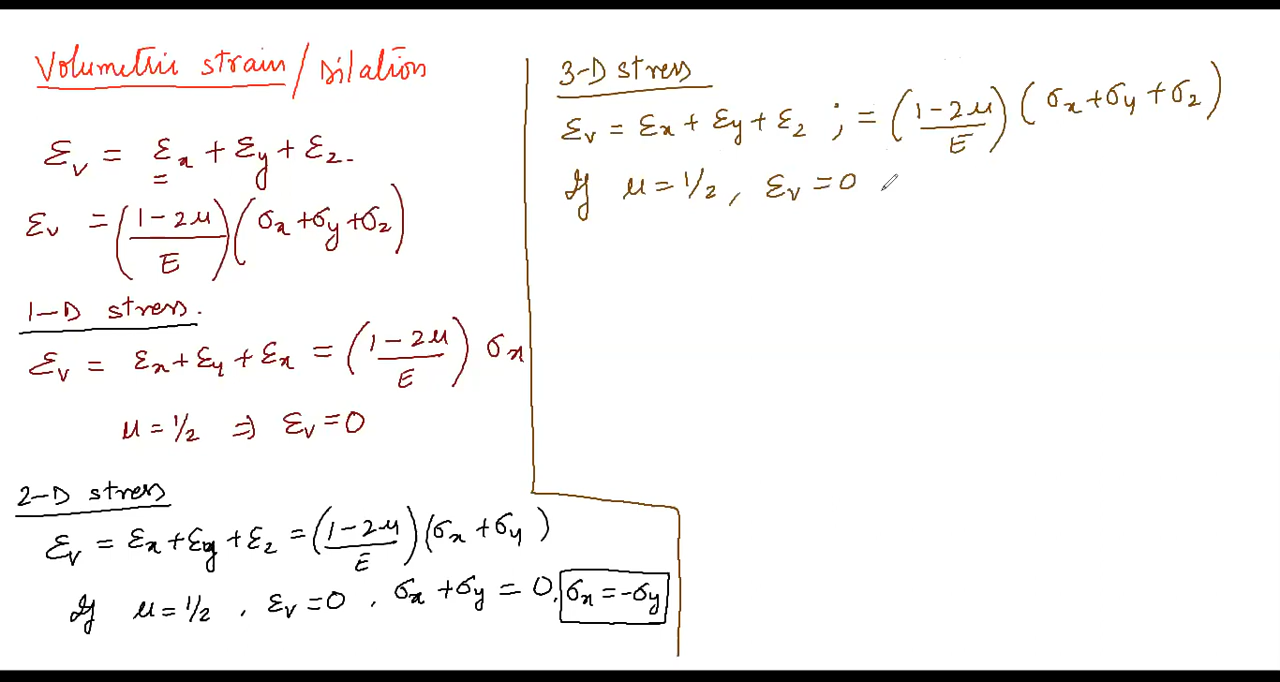 Volumetric strain / Dilation
εv = εx + εy + εz.
εv = ((1-2μ)/E) (σx + σy + σz)
1-D stress.
εv = εx + εy + εx = ((1-2μ)/E) σx
μ = 1/2 ⇒ εv = 0
2-D stress
εv = εx + εy + εz = ((1-2μ)/E) (σx + σy)
If μ = 1/2, εv = 0, σx + σy = 0, σx = -σy
3-D stress
εv = εx + εy + εz ; = ((1-2μ)/E) (σx + σy + σz)
If μ = 1/2, εv = 0